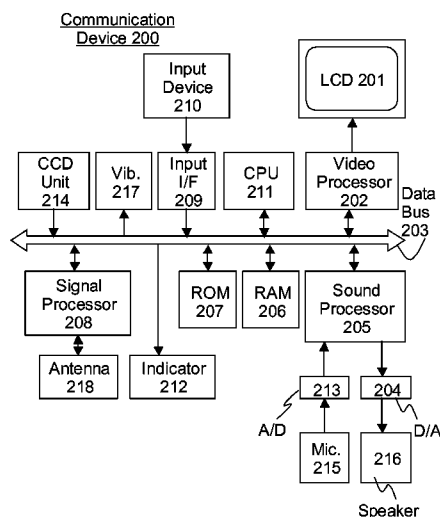 Communication
Device 200
Input
Device
210
LCD 201
CCD
Unit
214
Vib.
217
Input
I/F
209
CPU
211
Video
Processor
202
Data
Bus
203
Signal
Processor
208
ROM
207
RAM
206
Sound
Processor
205
Antenna
218
Indicator
212
213
204
A/D
D/A
Mic.
215
216
Speaker